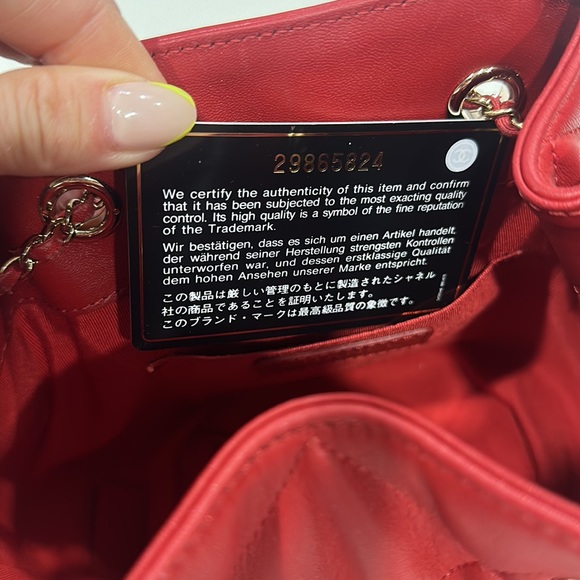 29865824
We certify the authenticity of this item and confirm
that it has been subjected to the most exacting quality
control. Its high quality is a symbol of the fine reputation
of the Trademark.
Wir bestätigen, dass es sich um einen Artikel handelt,
der während seiner Herstellung strengsten Kontrollen
unterworfen war, und dessen erstklassige Qualität
dem hohen Ansehen unserer Marke entspricht.
この製品は厳しい管理のもとに製造されたシャネル
社の商品であることを証明いたします。
このブランド・マークは最高級品質の象徴です。